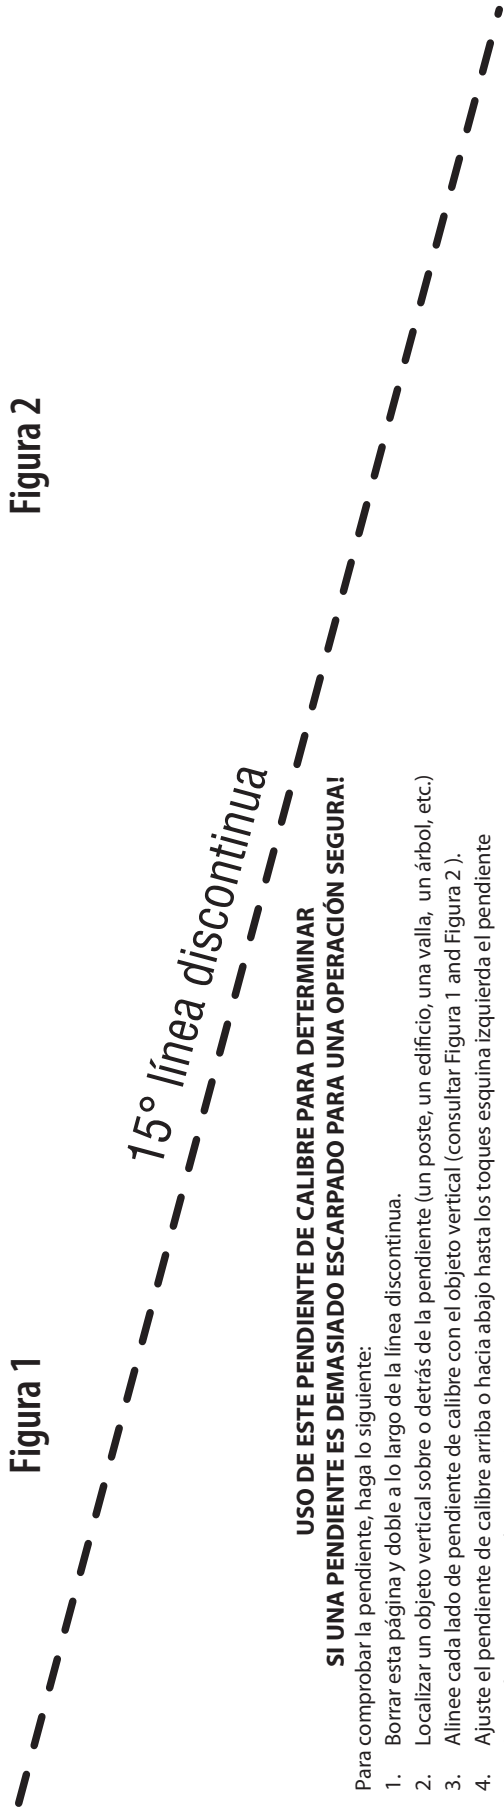 Figura 1
Figura 2
15° línea discontinua
USO DE ESTE PENDIENTE DE CALIBRE PARA DETERMINAR
SI UNA PENDIENTE ES DEMASIADO ESCARPADO PARA UNA OPERACIÓN SEGURA!
Para comprobar la pendiente, haga lo siguiente:
1. Borrar esta página y doble a lo largo de la línea discontinua.
2. Localizar un objeto vertical sobre o detrás de la pendiente (un poste, un edificio, una valla, un árbol, etc.)
3. Alinee cada lado de pendiente de calibre con el objeto vertical (consultar Figura 1 and Figura 2 ).
4. Ajuste el pendiente de calibre arriba o hacia abajo hasta los toques esquina izquierda el pendiente